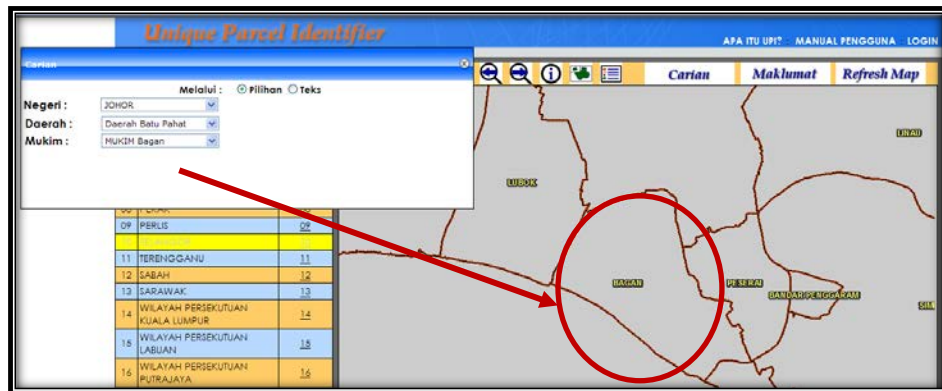 Unique Parcel Identifier
APA ITU UPI? MANUAL PENGGUNA LOGIN
Carian
Melalui : Pilihan Teks
Negeri : JOHOR
Daerah : Daerah Batu Pahat
Mukim : MUKIM Bagan
Carian Maklumat Refresh Map
09 PERLIS 09
11 TERENGGANU 11
12 SABAH 12
13 SARAWAK 13
14 WILAYAH PERSEKUTUAN KUALA LUMPUR 14
15 WILAYAH PERSEKUTUAN LABUAN 15
16 WILAYAH PERSEKUTUAN PUTRAJAYA 16
LINAU
LUBOK
BAGAN
PESERAI
BANDAR PENGGARAM